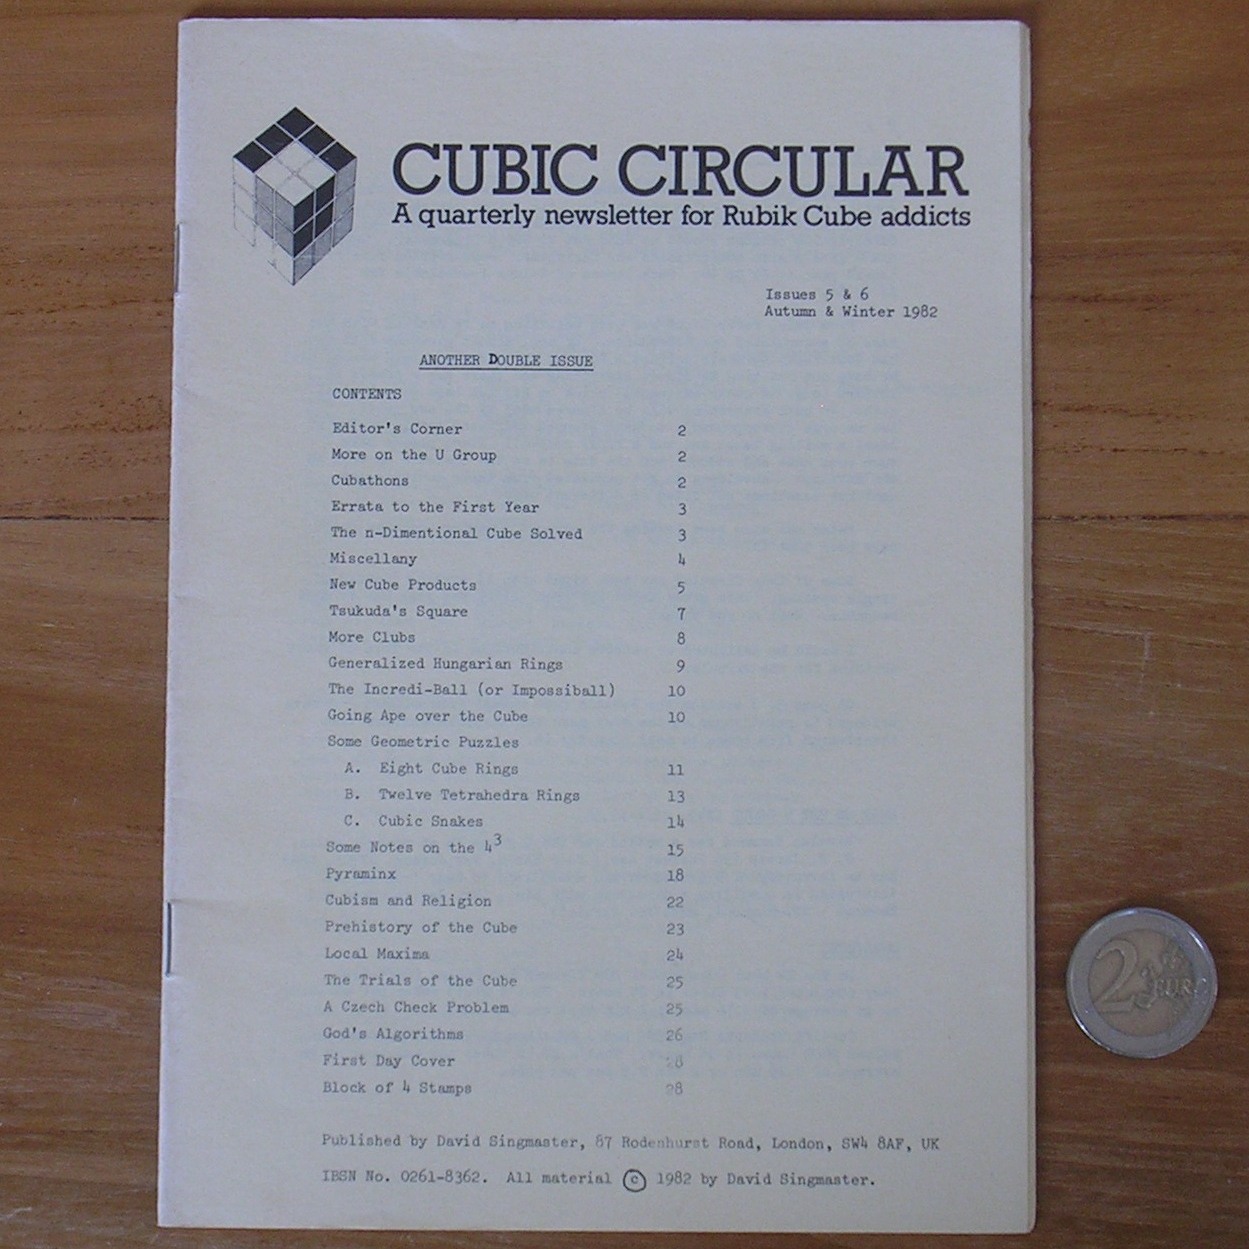 CUBIC CIRCULAR
A quarterly newsletter for Rubik Cube addicts
Issues 5 & 6
Autumn & Winter 1982
ANOTHER DOUBLE ISSUE
CONTENTS
Editor's Corner 2
More on the U Group 2
Cubathons 2
Errata to the First Year 3
The n-Dimentional Cube Solved 3
Miscellany 4
New Cube Products 5
Tsukuda's Square 7
More Clubs 8
Generalized Hungarian Rings 9
The Incredi-Ball (or Impossiball) 10
Going Ape over the Cube 10
Some Geometric Puzzles
A. Eight Cube Rings 11
B. Twelve Tetrahedra Rings 13
C. Cubic Snakes 14
Some Notes on the 4³ 15
Pyraminx 18
Cubism and Religion 22
Prehistory of the Cube 23
Local Maxima 24
The Trials of the Cube 25
A Czech Check Problem 25
God's Algorithms 26
First Day Cover 28
Block of 4 Stamps 28
Published by David Singmaster, 87 Rodenhurst Road, London, SW4 8AF, UK
IBSN No. 0261-8362. All material © 1982 by David Singmaster.
2 EURO